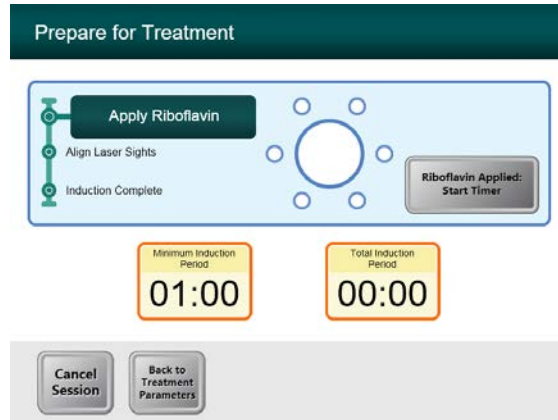 Prepare for Treatment
Apply Riboflavin
Align Laser Sights
Induction Complete
Riboflavin Applied:
Start Timer
Minimum Induction
Period
01:00
Total Induction
Period
00:00
Cancel
Session
Back to
Treatment
Parameters